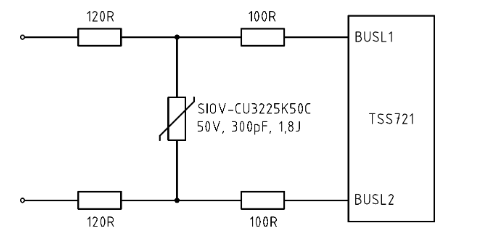 120R
100R
BUSL1
SIOV-CU3225K50C
50V, 300pF, 1,8J
TSS721
BUSL2
120R
100R